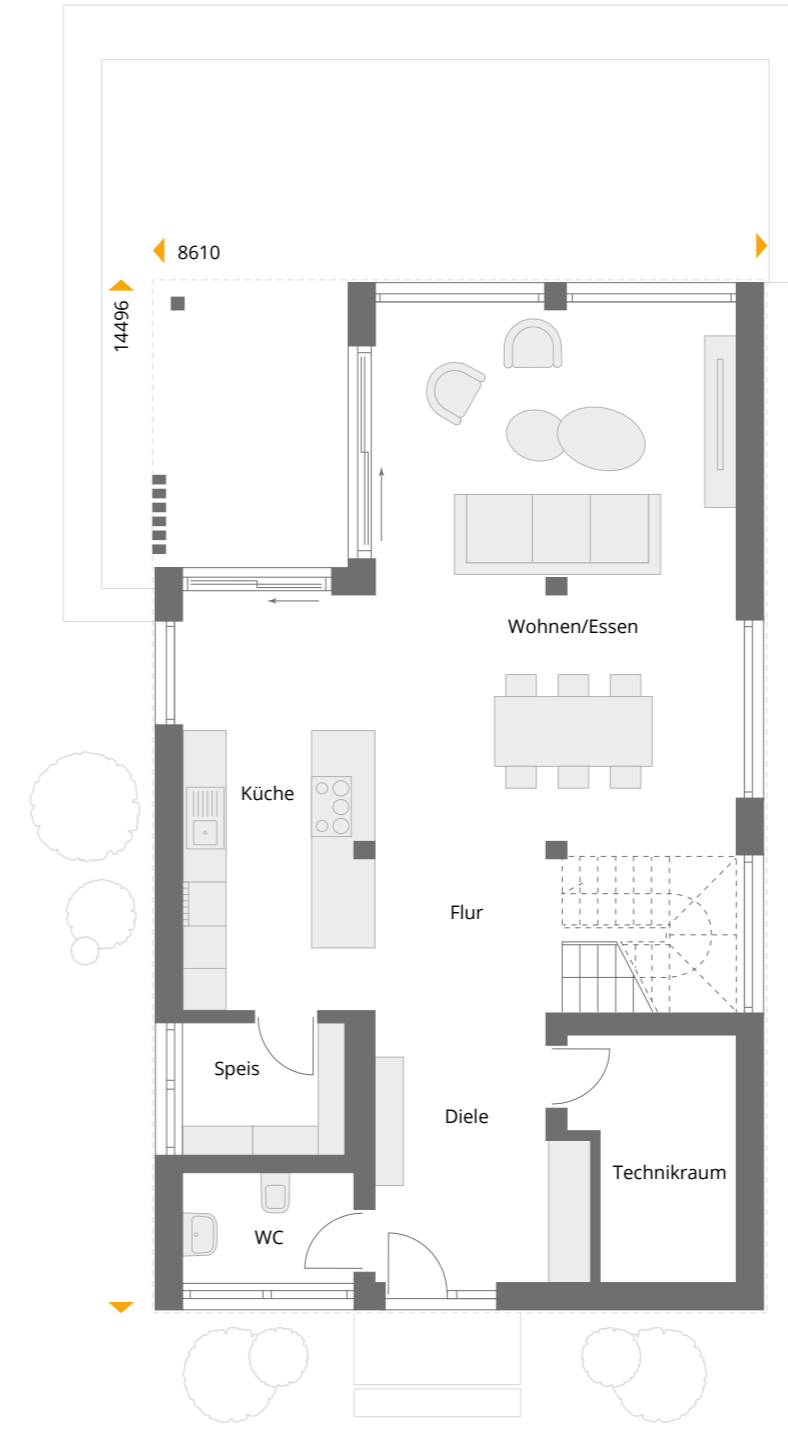 8610
14496
Wohnen/Essen
Küche
Flur
Speis
Diele
Technikraum
WC